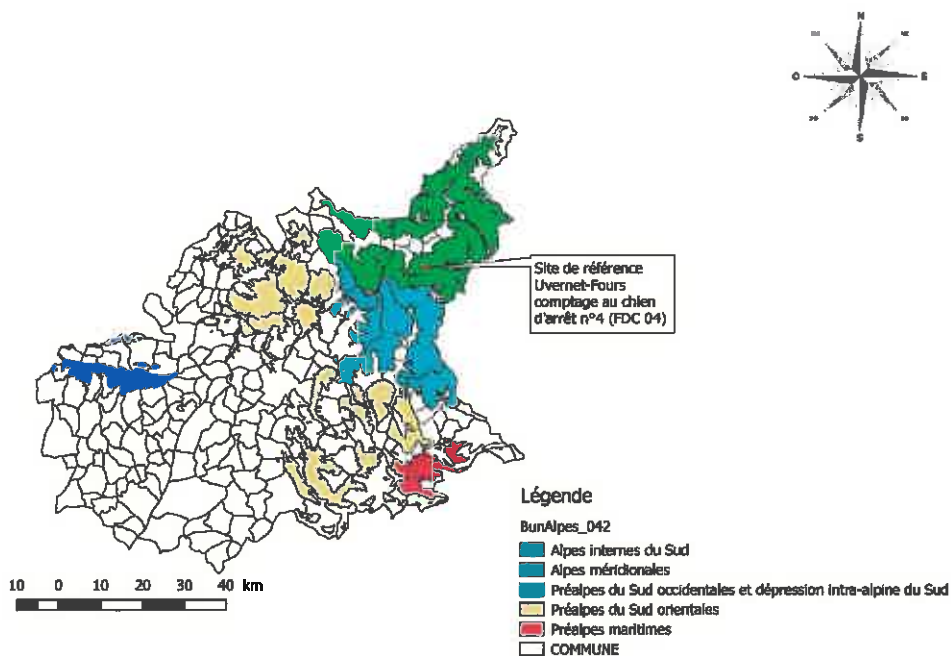 N
O
E
S
Site de référence
Uvernet-Fours
comptage au chien
d'arrêt n°4 (FDC 04)
Légende
BunAlpes_042
Alpes internes du Sud
Alpes méridionales
Préalpes du Sud occidentales et dépression intra-alpine du Sud
Préalpes du Sud orientales
Préalpes maritimes
COMMUNE
10 0 10 20 30 40 km